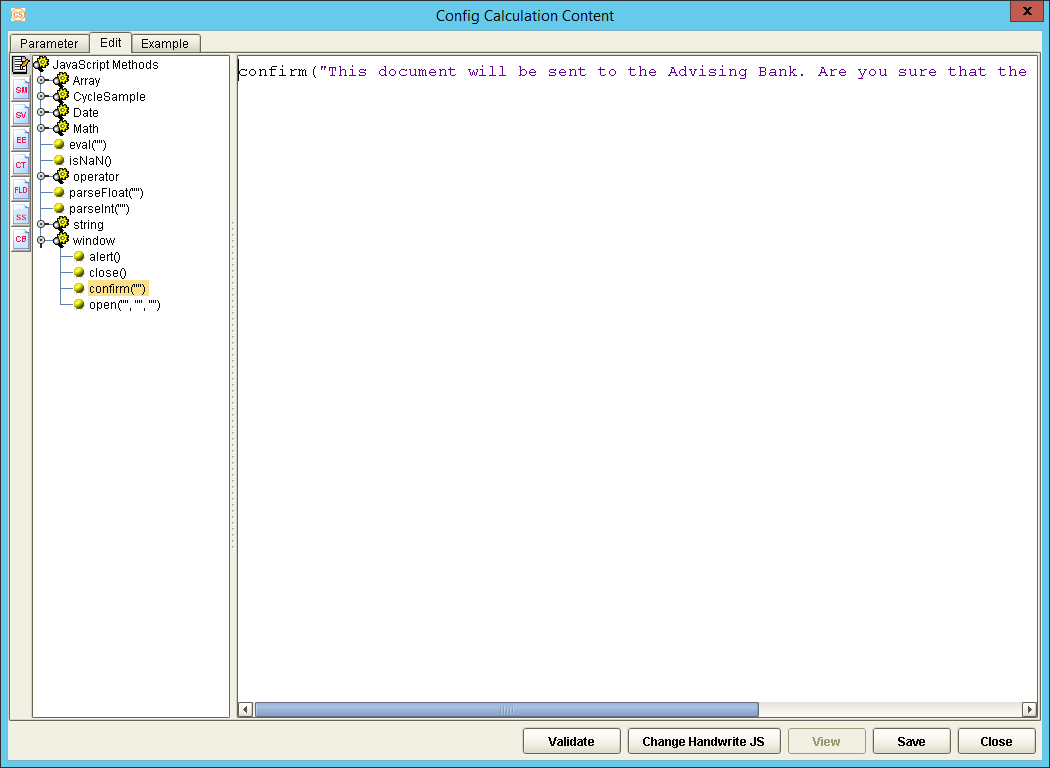 CS
Config Calculation Content
x
Parameter
Edit
Example
SM
SV
EE
CT
FLD
SS
CB
JavaScript Methods
Array
CycleSample
Date
Math
eval("")
isNaN()
operator
parseFloat("")
parseInt("")
string
window
alert()
close()
confirm("")
open("", "", "")
confirm("This document will be sent to the Advising Bank. Are you sure that the
Validate
Change Handwrite JS
View
Save
Close